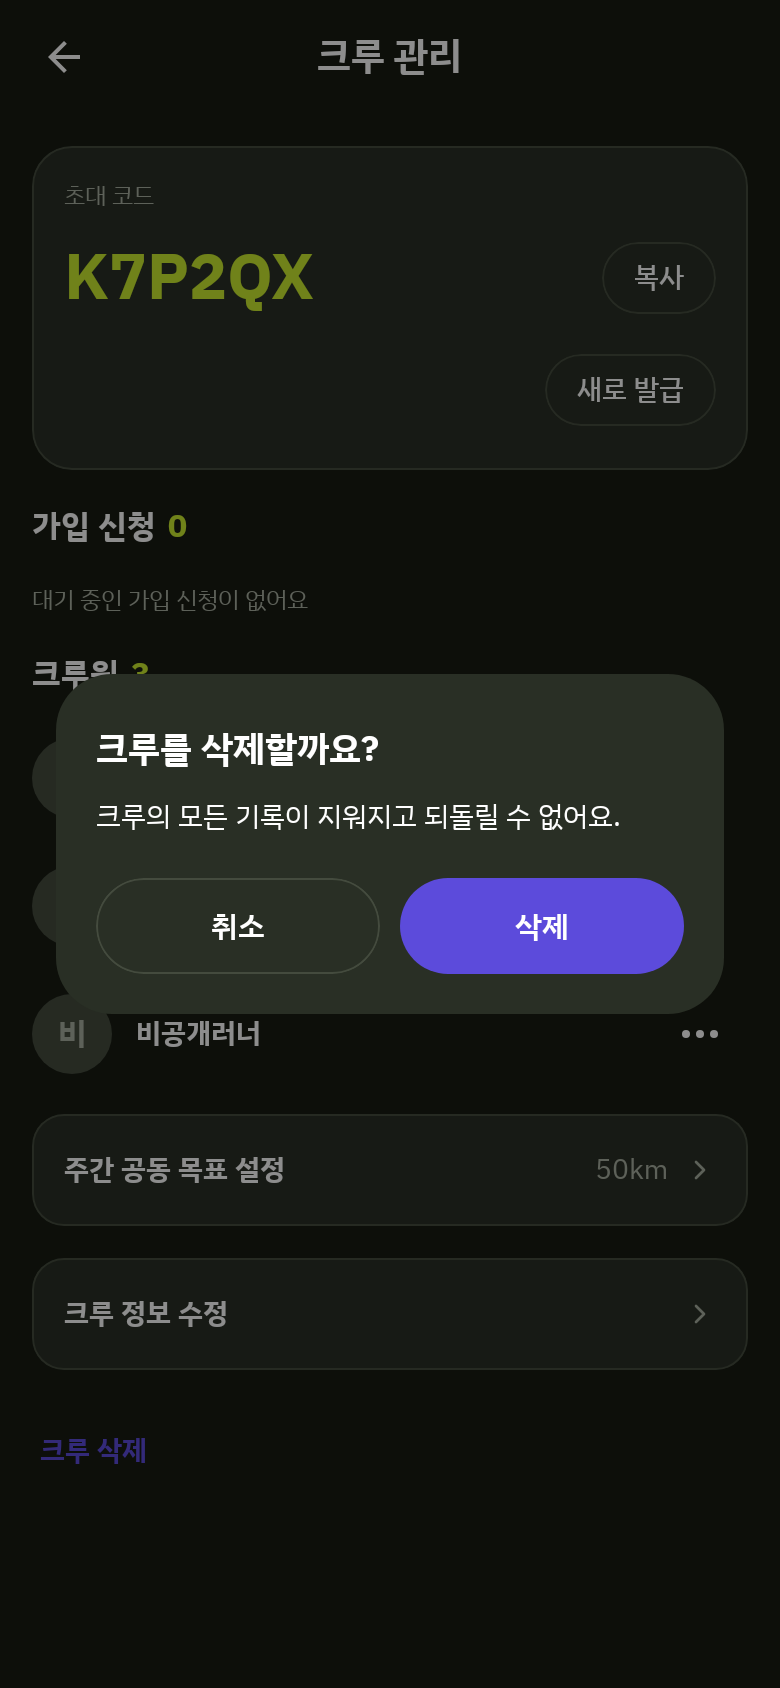 크루 관리
초대 코드
K7P2QX
복사
새로 발급
가입 신청 0
대기 중인 가입 신청이 없어요
크루원 3
크루를 삭제할까요?
크루의 모든 기록이 지워지고 되돌릴 수 없어요.
취소
삭제
비
비공개러너
주간 공동 목표 설정
50km
크루 정보 수정
크루 삭제